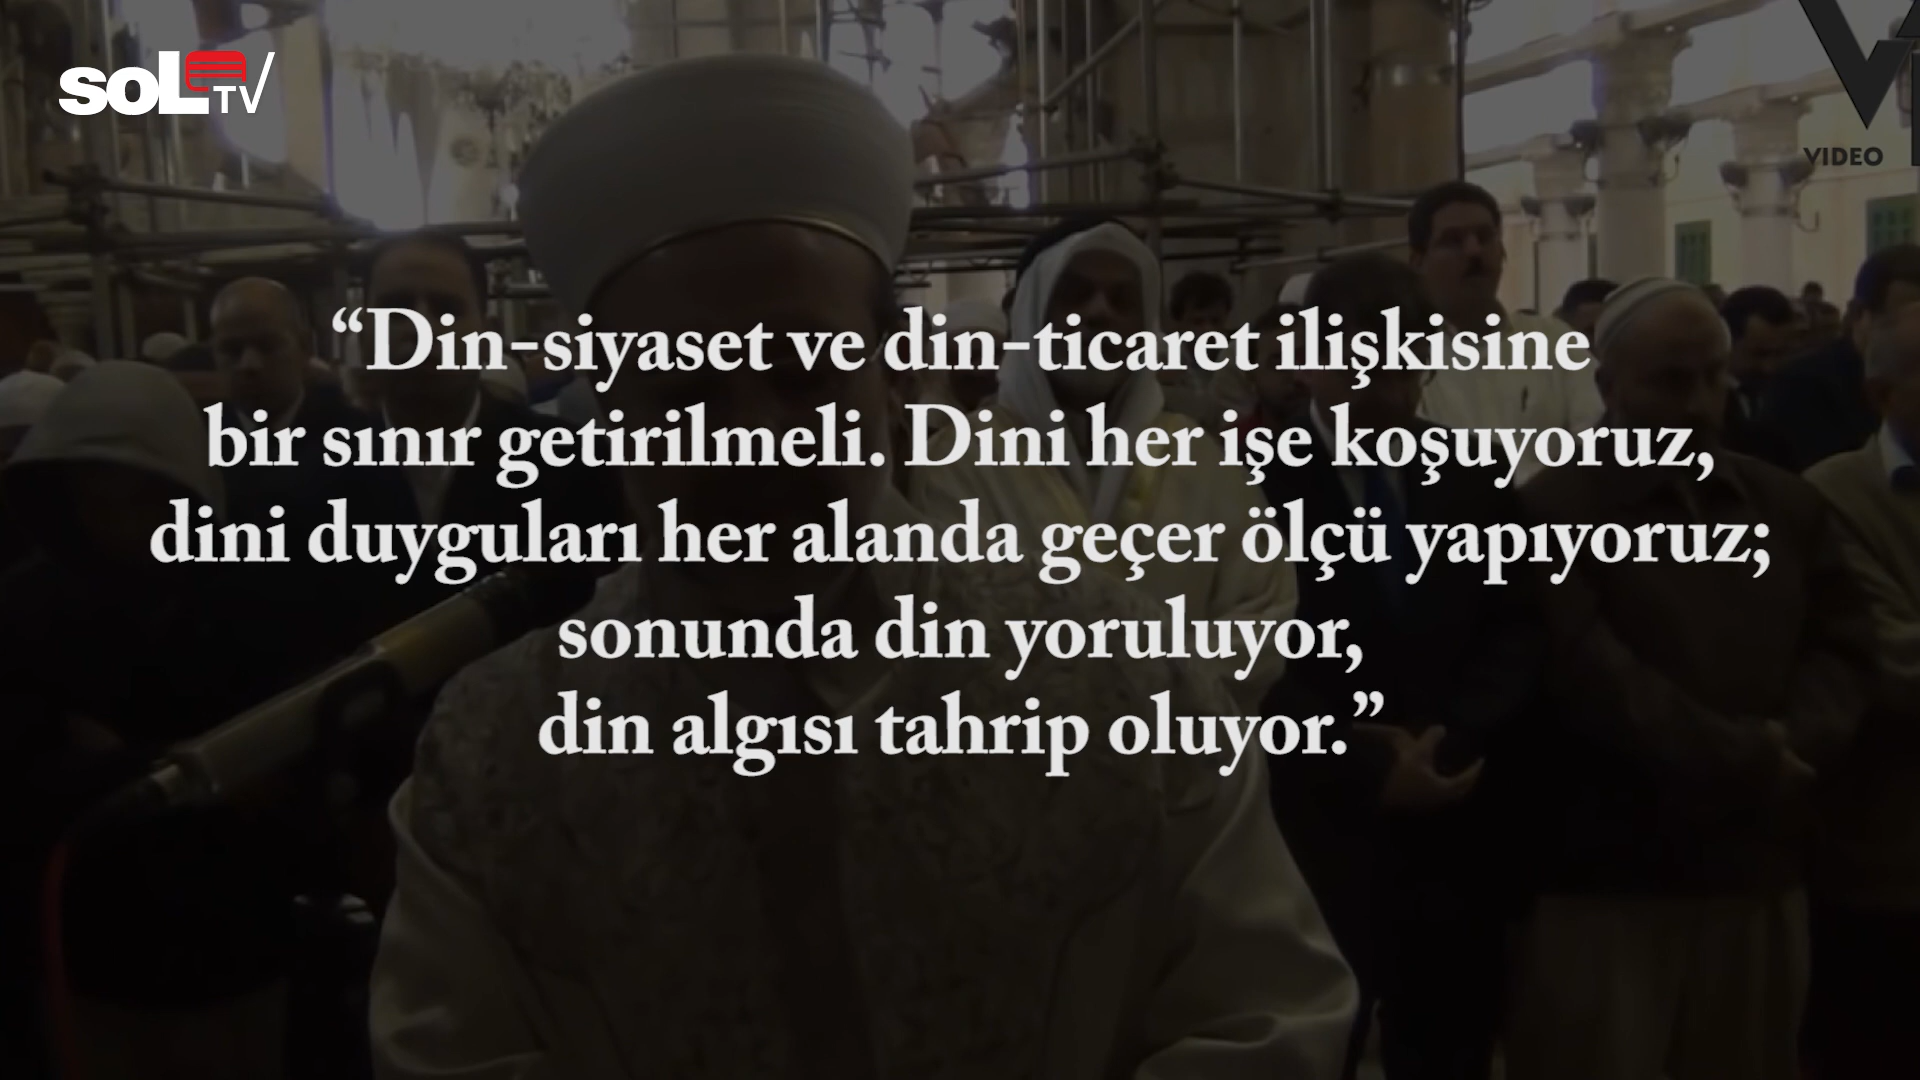 soL TV
VIDEO
“Din-siyaset ve din-ticaret ilişkisine
bir sınır getirilmeli. Dini her işe koşuyoruz,
dini duyguları her alanda geçer ölçü yapıyoruz;
sonunda din yoruluyor,
din algısı tahrip oluyor.”